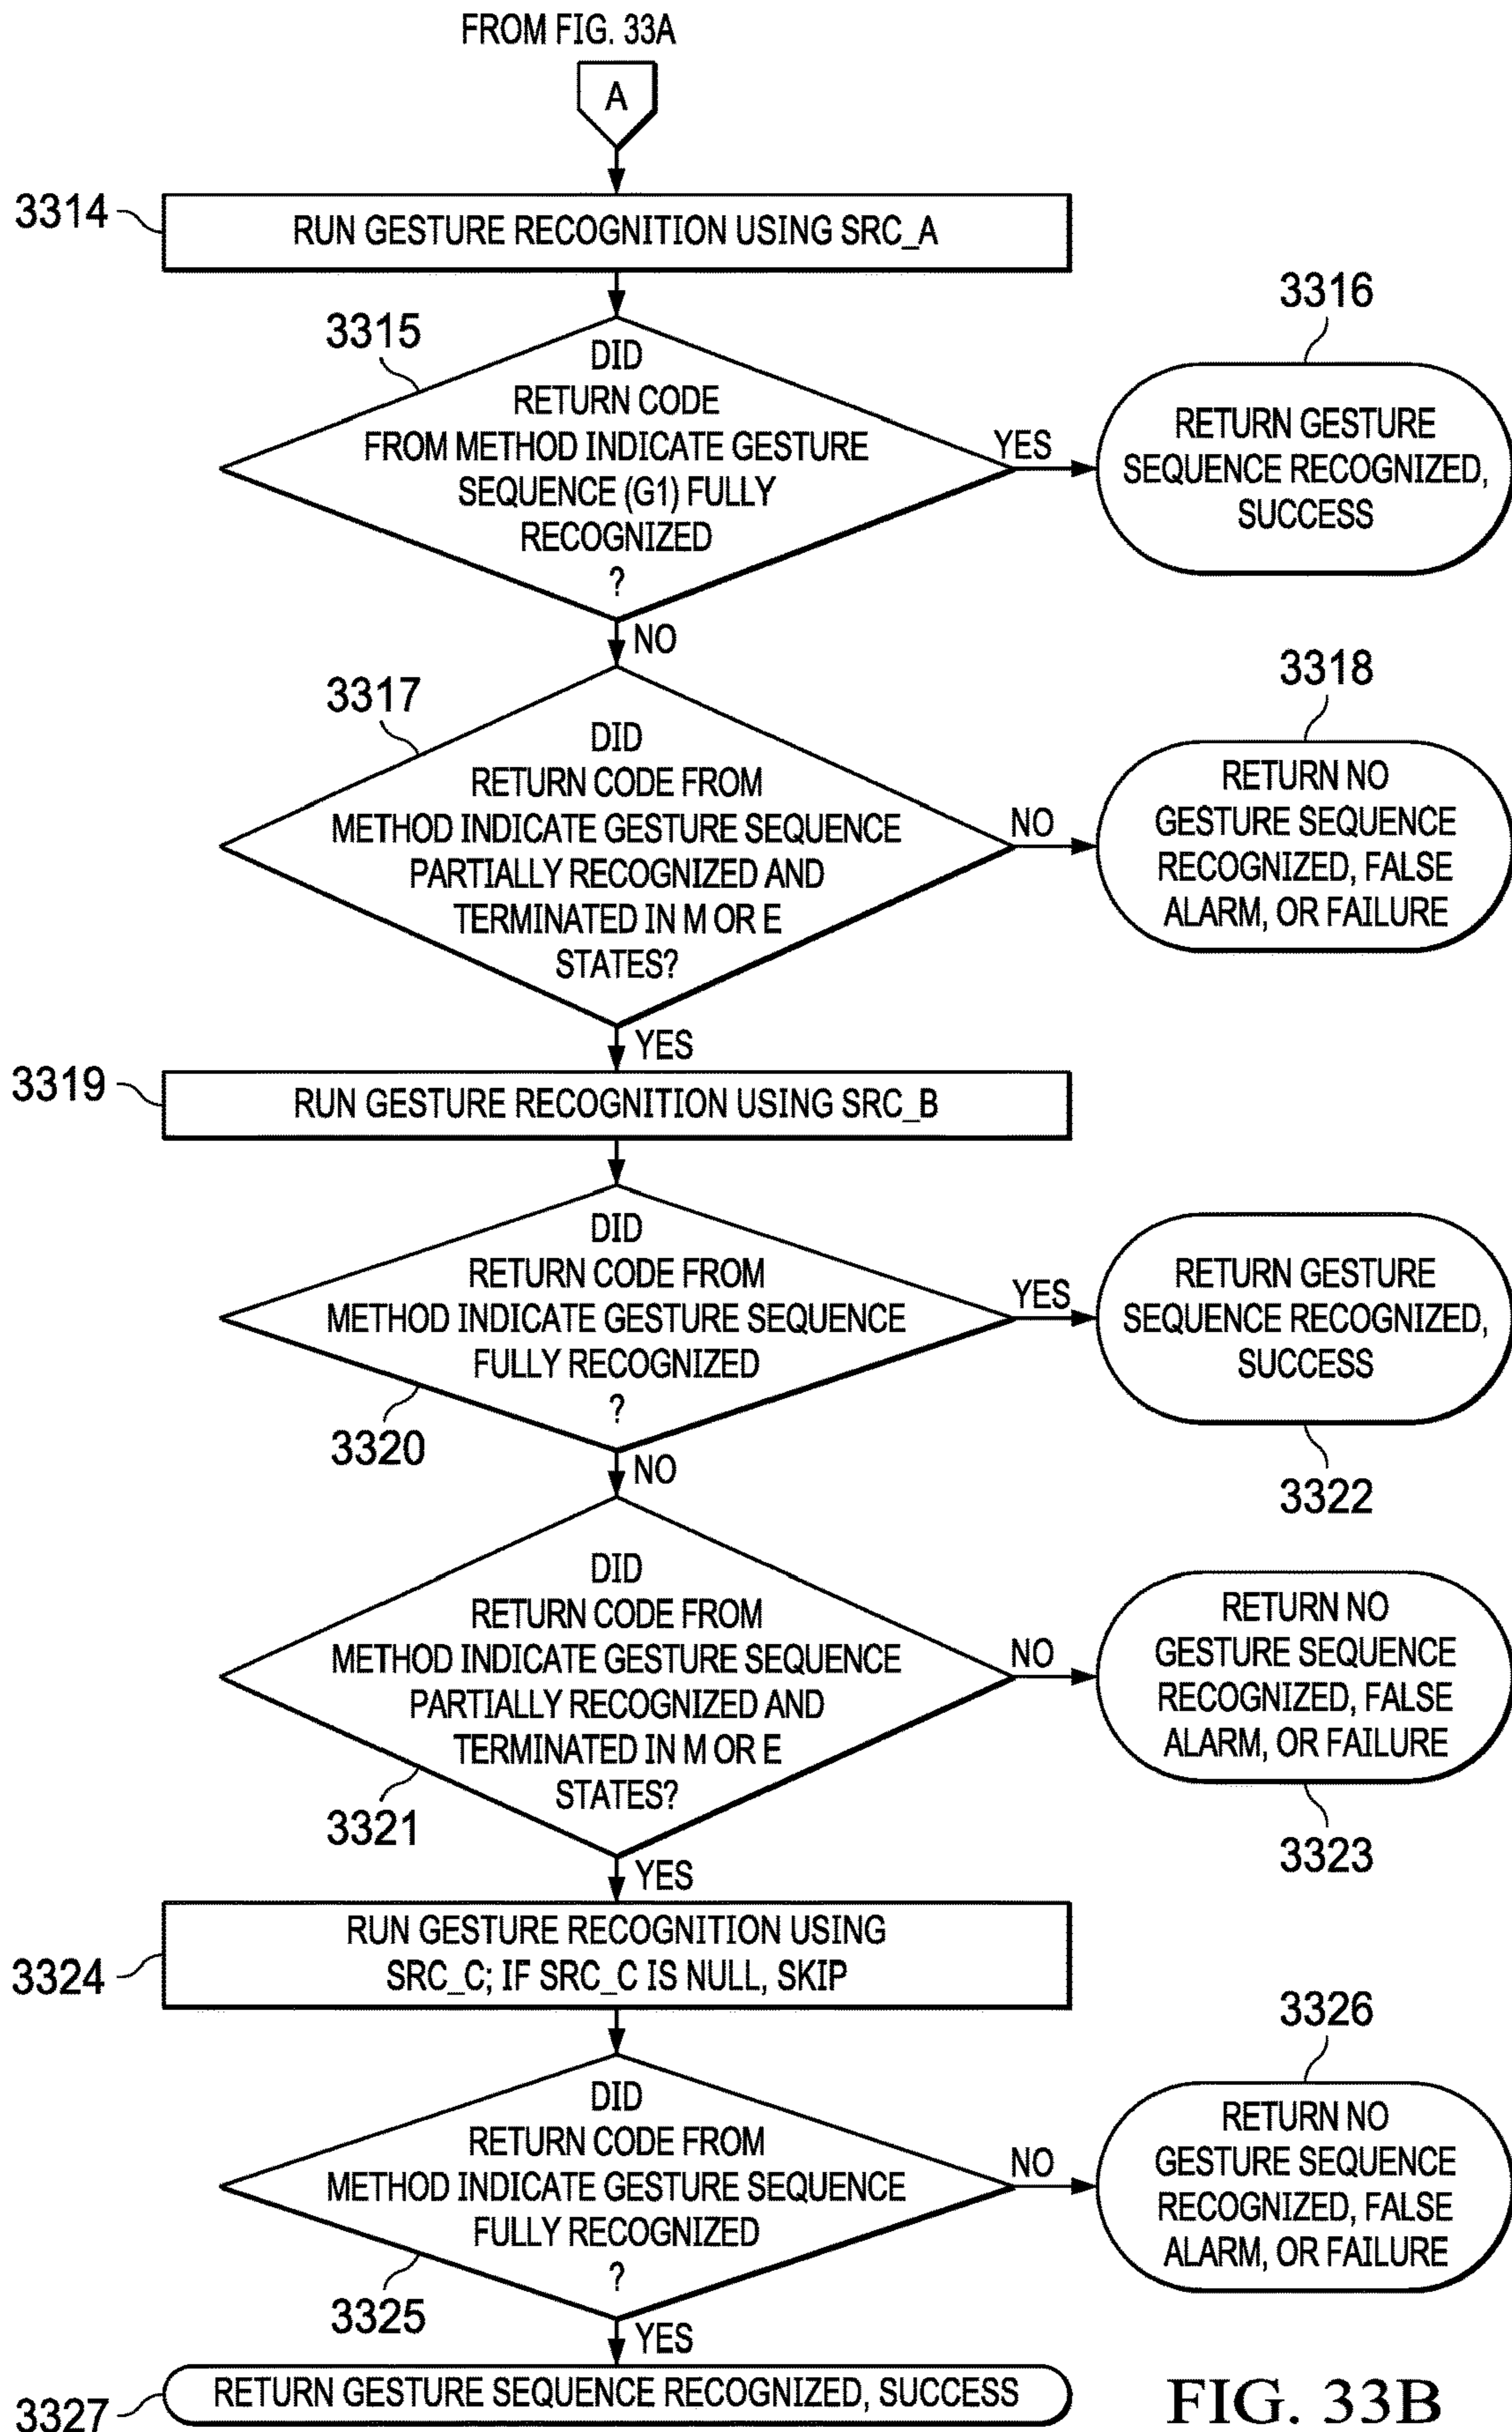 FROM FIG. 33A
A
3314
RUN GESTURE RECOGNITION USING SRC_A
3315
DID
RETURN CODE
FROM METHOD INDICATE GESTURE
SEQUENCE (G1) FULLY
RECOGNIZED
?
YES
3316
RETURN GESTURE
SEQUENCE RECOGNIZED,
SUCCESS
NO
3317
DID
RETURN CODE FROM
METHOD INDICATE GESTURE SEQUENCE
PARTIALLY RECOGNIZED AND
TERMINATED IN M OR E
STATES?
NO
3318
RETURN NO
GESTURE SEQUENCE
RECOGNIZED, FALSE
ALARM, OR FAILURE
YES
3319
RUN GESTURE RECOGNITION USING SRC_B
DID
RETURN CODE FROM
METHOD INDICATE GESTURE SEQUENCE
FULLY RECOGNIZED
?
3320
YES
RETURN GESTURE
SEQUENCE RECOGNIZED,
SUCCESS
3322
NO
DID
RETURN CODE FROM
METHOD INDICATE GESTURE SEQUENCE
PARTIALLY RECOGNIZED AND
TERMINATED IN M OR E
STATES?
3321
NO
RETURN NO
GESTURE SEQUENCE
RECOGNIZED, FALSE
ALARM, OR FAILURE
3323
YES
3324
RUN GESTURE RECOGNITION USING
SRC_C; IF SRC_C IS NULL, SKIP
DID
RETURN CODE FROM
METHOD INDICATE GESTURE SEQUENCE
FULLY RECOGNIZED
?
3325
NO
3326
RETURN NO
GESTURE SEQUENCE
RECOGNIZED, FALSE
ALARM, OR FAILURE
YES
3327
RETURN GESTURE SEQUENCE RECOGNIZED, SUCCESS
FIG. 33B